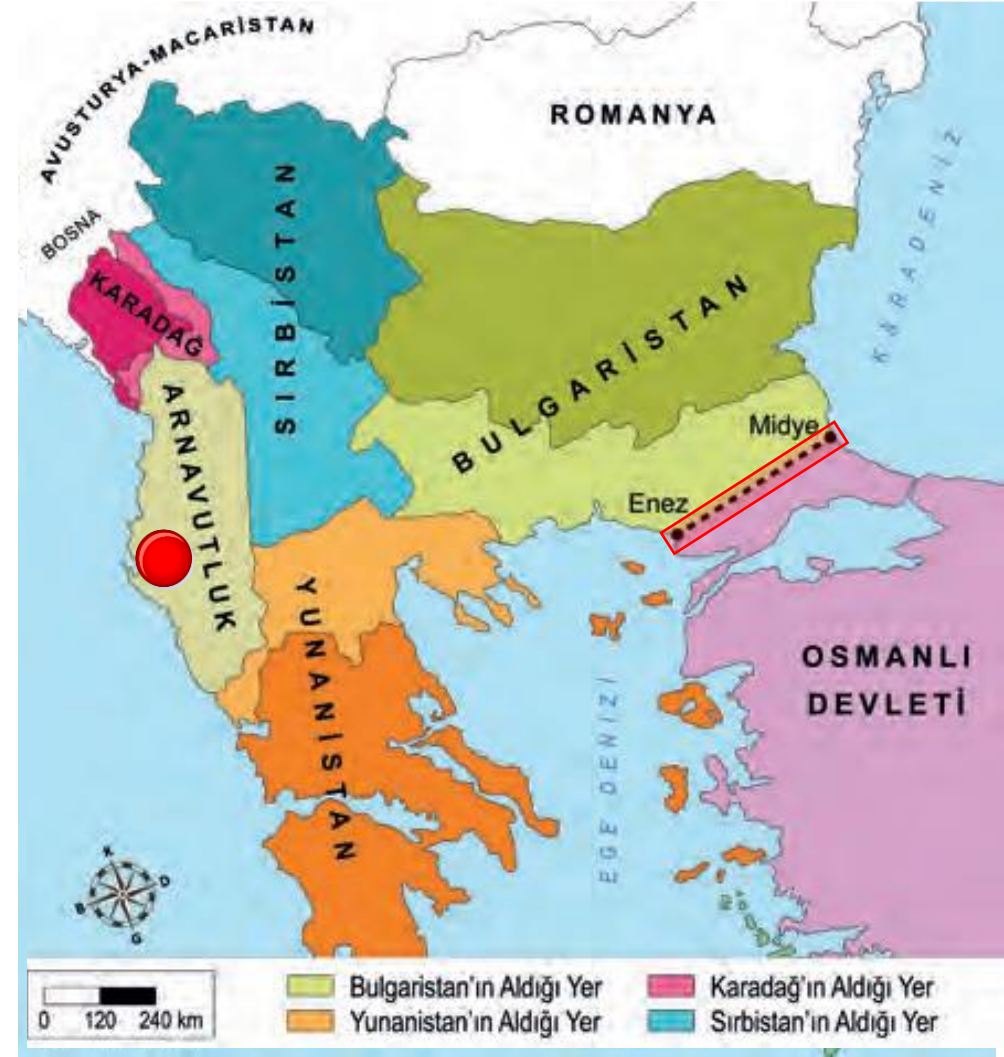 AVUSTURYA-MACARİSTAN
ROMANYA
KARADENİZ
BOSNA
SIRBİSTAN
KARADAĞ
BULGARİSTAN
ARNAVUTLUK
Midye
Enez
YUNANİSTAN
OSMANLI
DEVLETİ
EGE DENİZİ
K
D
B
G
0 120 240 km
Bulgaristan'ın Aldığı Yer
Karadağ'ın Aldığı Yer
Yunanistan'ın Aldığı Yer
Sırbistan'ın Aldığı Yer